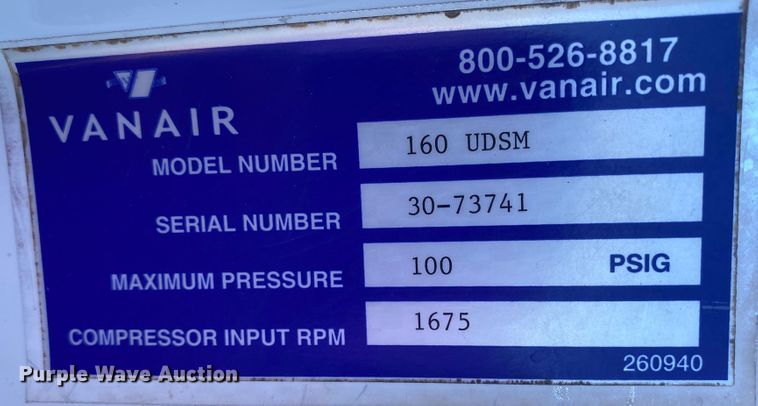 800-526-8817
www.vanair.com
VANAIR
MODEL NUMBER 160 UDSM
SERIAL NUMBER 30-73741
MAXIMUM PRESSURE 100 PSIG
COMPRESSOR INPUT RPM 1675
260940
Purple Wave Auction